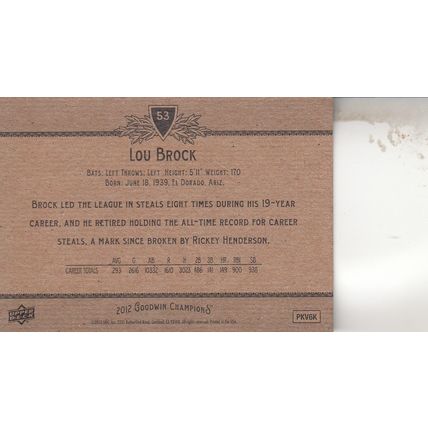 53
LOU BROCK
BATS: LEFT THROWS: LEFT HEIGHT: 5'11" WEIGHT: 170
BORN: JUNE 18, 1939, EL DORADO, ARIZ.
BROCK LED THE LEAGUE IN STEALS EIGHT TIMES DURING HIS 19-YEAR
CAREER, AND HE RETIRED HOLDING THE ALL-TIME RECORD FOR CAREER
STEALS, A MARK SINCE BROKEN BY RICKEY HENDERSON.
AVG G AB R H 2B 3B HR RBI SB
CAREER TOTALS 293 2616 10332 1610 3023 486 141 149 900 938
2012 GOODWIN CHAMPIONS
UPPER DECK
PKV6K